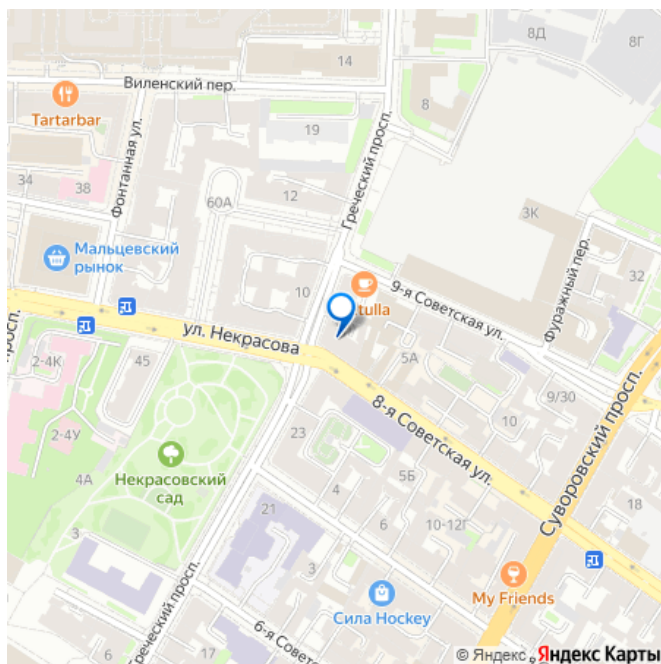 8Д
8Г
14
Виленский пер.
Tartarbar
8
19
Фонтанная ул.
Греческий просп.
34
38
12
60А
3К
Мальцевский
рынок
Фуражный пер.
32
10
9-я Советская ул.
tulla
ул. Некрасова
просп.
2-4К
45
5А
9/30
8-я Советская ул.
10
Суворовский просп.
2-4У
23
Некрасовский
сад
4А
5Б
4
18
21
6
10-12Г
3
3
My Friends
Греческий просп.
Сила Hockey
6-я Советс
© Яндекс Яндекс Карты